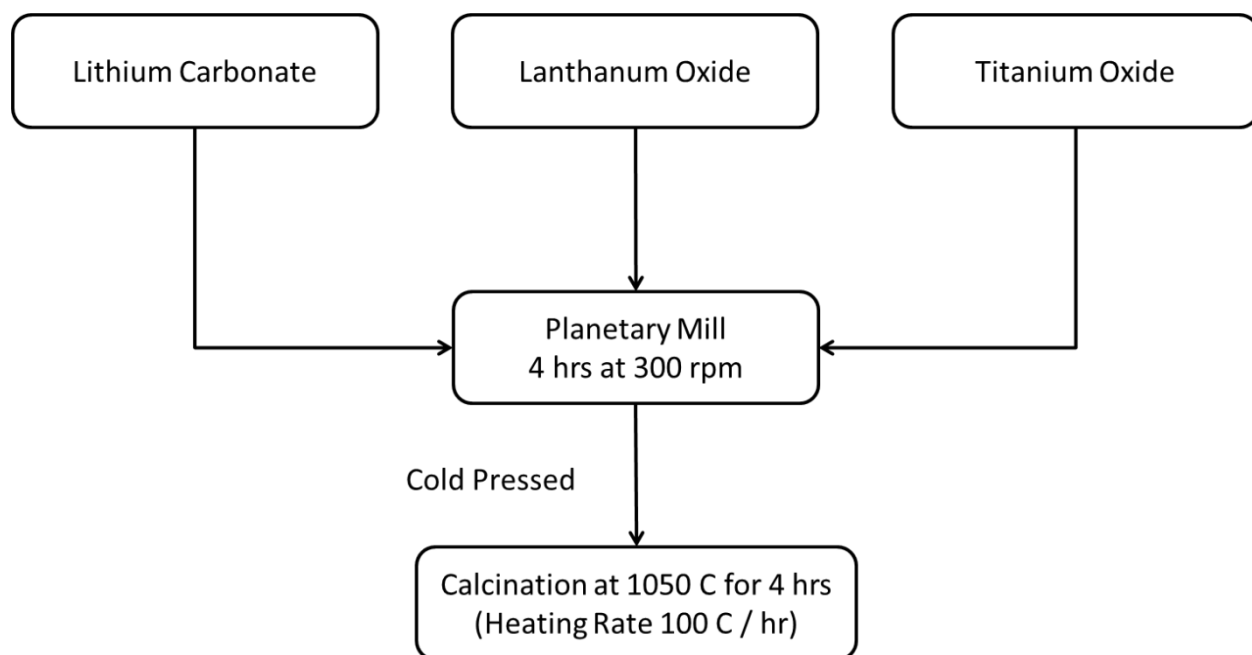 Lithium Carbonate
Lanthanum Oxide
Titanium Oxide
Planetary Mill
4 hrs at 300 rpm
Cold Pressed
Calcination at 1050 C for 4 hrs
(Heating Rate 100 C / hr)